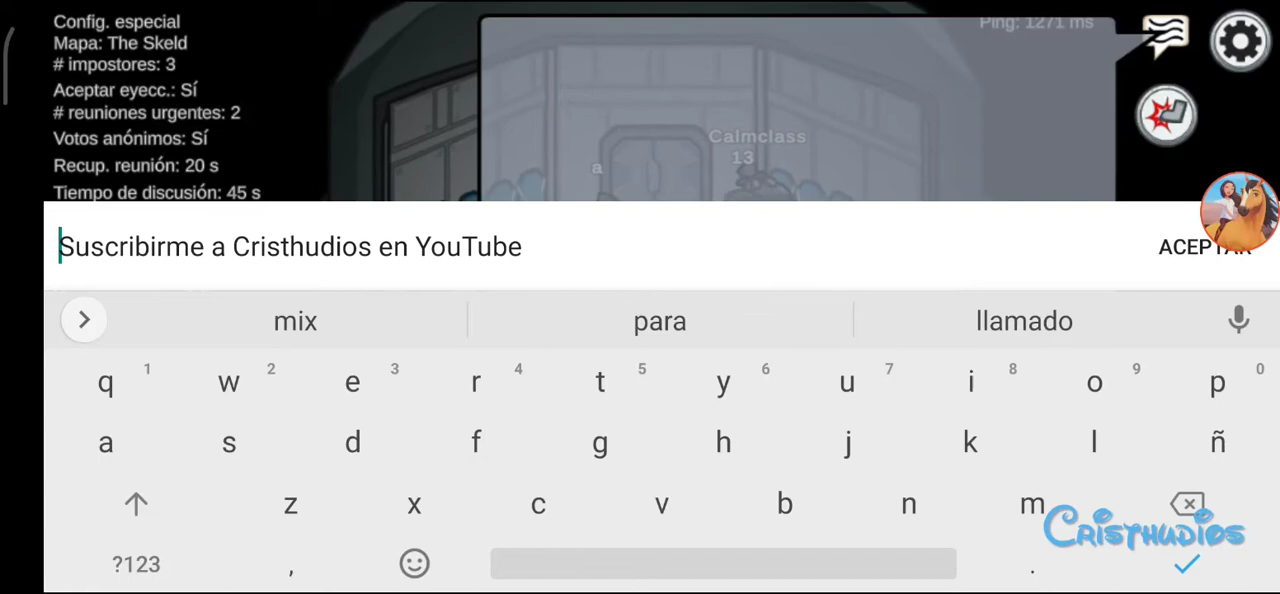 Config. especial
Mapa: The Skeld
# impostores: 3
Aceptar eyecc.: Sí
# reuniones urgentes: 2
Votos anónimos: Sí
Recup. reunión: 20 s
Tiempo de discusión: 45 s
Ping: 1271 ms
Calmclass
13
a
Suscribirme a Cristhudios en YouTube
ACEPTAR
mix para llamado
q 1 w 2 e 3 r 4 t 5 y 6 u 7 i 8 o 9 p 0
a s d f g h j k l ñ
z x c v b n m
CRISTHUDIOS
?123 , .